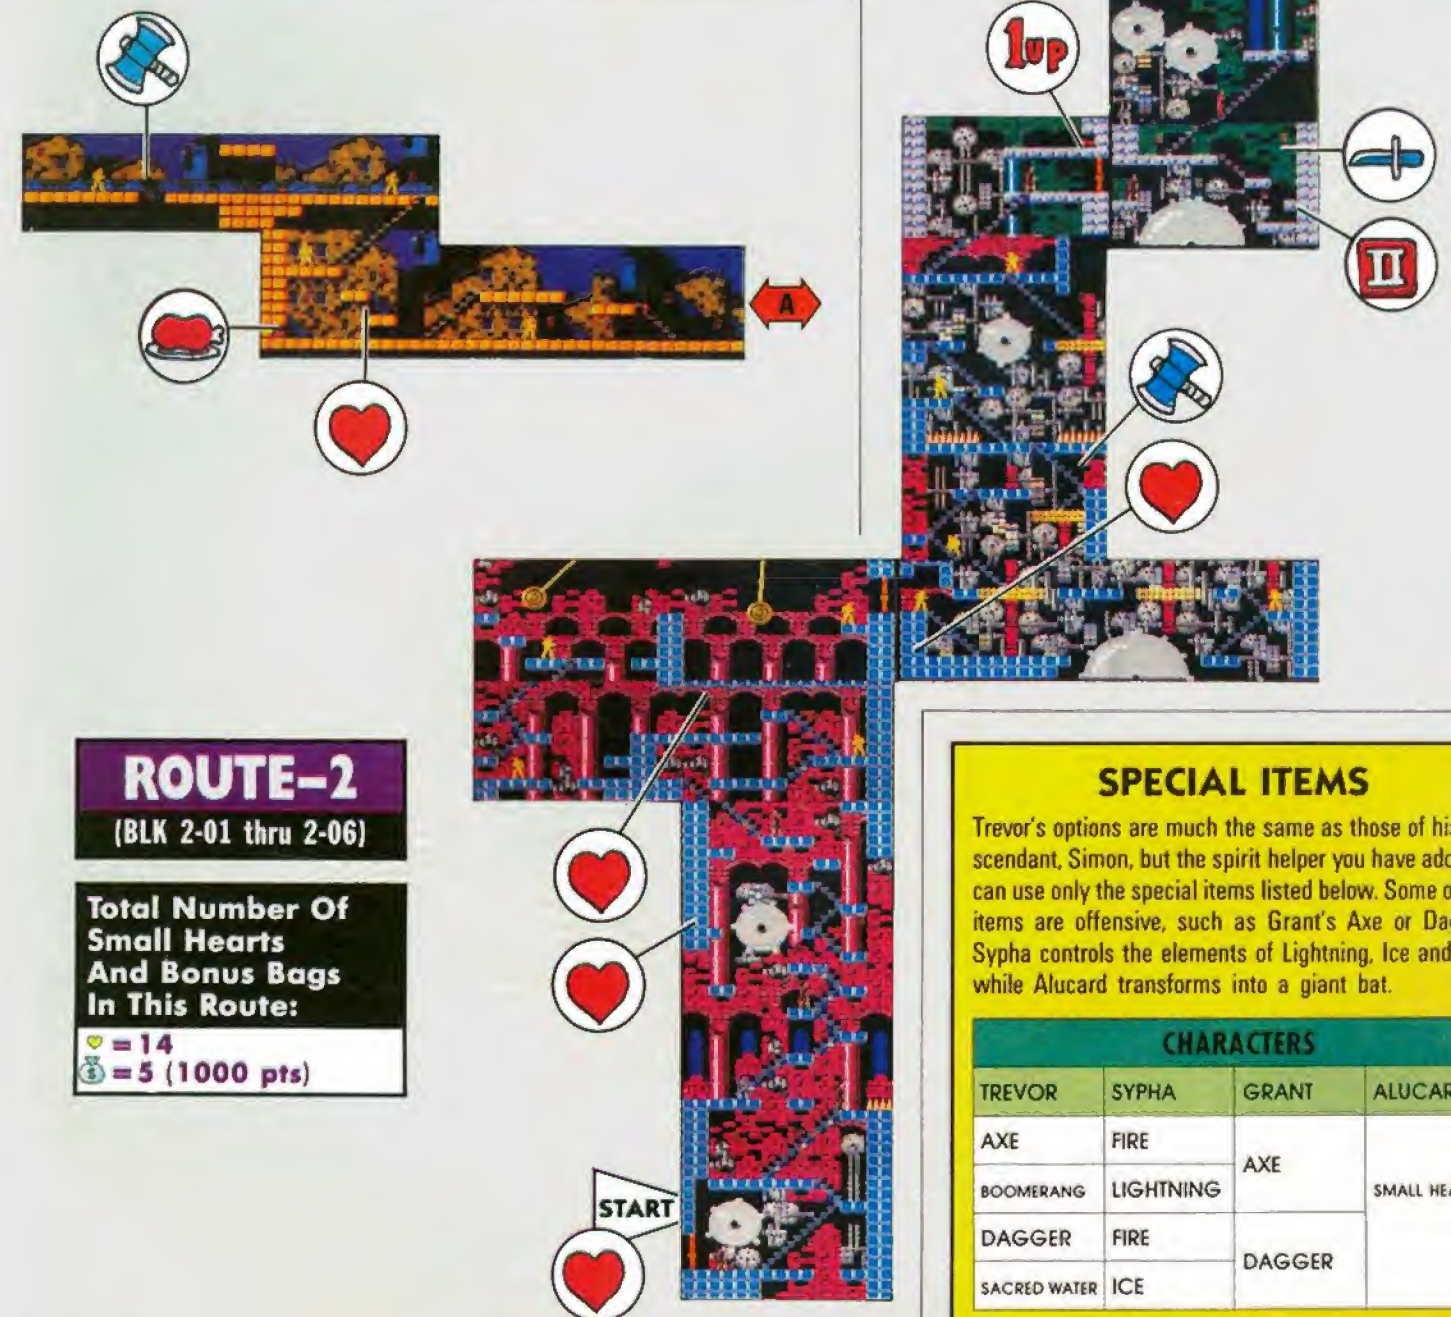 1UP
II
A
ROUTE-2
(BLK 2-01 thru 2-06)
Total Number Of
Small Hearts
And Bonus Bags
In This Route:
= 14
$ = 5 (1000 pts)
START
SPECIAL ITEMS
Trevor's options are much the same as those of
scendant, Simon, but the spirit helper you have
can use only the special items listed below. Some
items are offensive, such as Grant's Axe or
Sypha controls the elements of Lightning, Ice and
while Alucard transforms into a giant bat.
CHARACTERS
TREVOR SYPHA GRANT ALUCAR
AXE FIRE
AXE
BOOMERANG LIGHTNING SMALL
DAGGER FIRE
DAGGER
SACRED WATER ICE